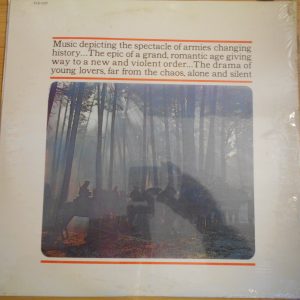 Music depicting the spectacle of armies changing
history...The epic of a grand, romantic age giving
way to a new and violent order...The drama of
young lovers, far from the chaos, alone and silent